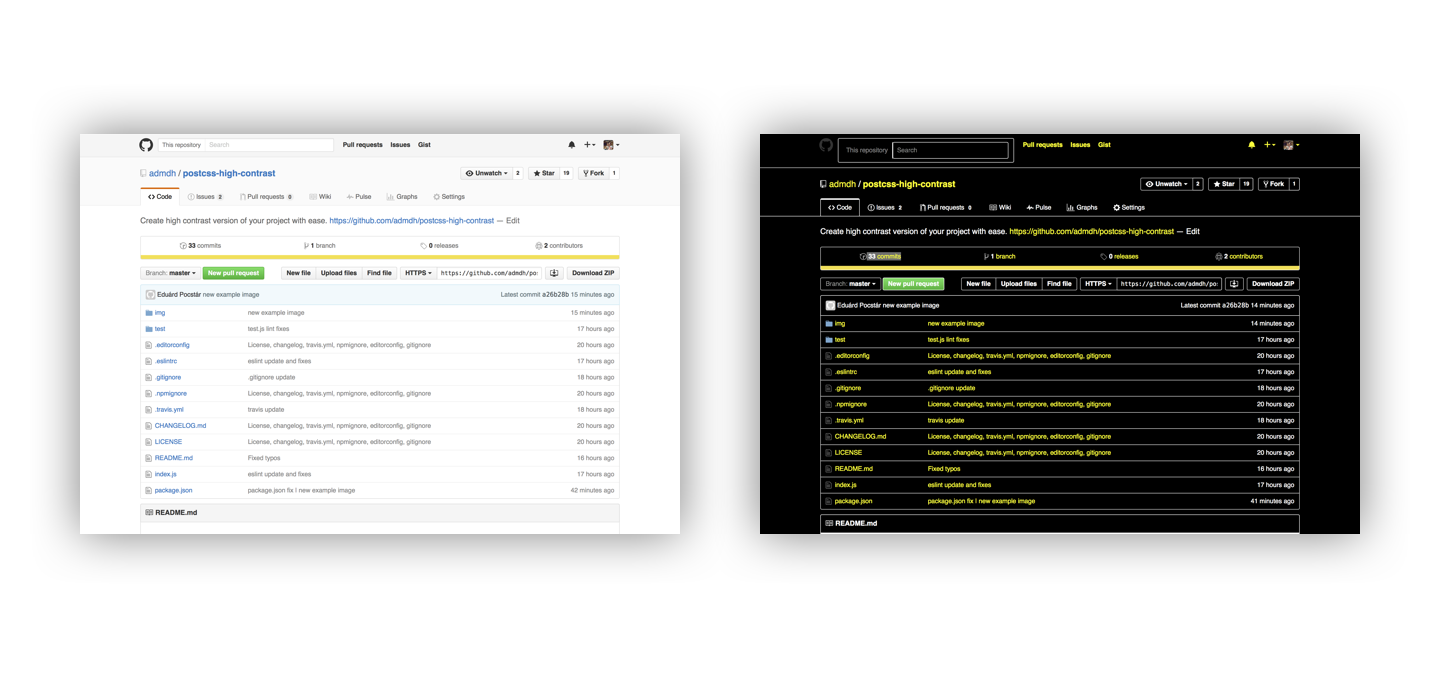 This repository Search Pull requests Issues Gist
admdh / postcss-high-contrast Unwatch 2 Star 19 Fork 1
Code Issues 2 Pull requests 0 Wiki Pulse Graphs Settings
Create high contrast version of your project with ease. https://github.com/admdh/postcss-high-contrast — Edit
33 commits 1 branch 0 releases 2 contributors
Branch: master New pull request New file Upload files Find file HTTPS https://github.com/admdh/po Download ZIP
Eduárd Pocstár new example image Latest commit a26b28b 15 minutes ago
img new example image 15 minutes ago
test test.js lint fixes 17 hours ago
.editorconfig License, changelog, travis.yml, npmignore, editorconfig, gitignore 20 hours ago
.eslintrc eslint update and fixes 17 hours ago
.gitignore .gitignore update 18 hours ago
.npmignore License, changelog, travis.yml, npmignore, editorconfig, gitignore 20 hours ago
.travis.yml travis update 18 hours ago
CHANGELOG.md License, changelog, travis.yml, npmignore, editorconfig, gitignore 20 hours ago
LICENSE License, changelog, travis.yml, npmignore, editorconfig, gitignore 20 hours ago
README.md Fixed typos 16 hours ago
index.js eslint update and fixes 17 hours ago
package.json package.json fix | new example image 42 minutes ago
README.md
This repository Search Pull requests Issues Gist
admdh / postcss-high-contrast Unwatch 2 Star 19 Fork 1
Code Issues 2 Pull requests 0 Wiki Pulse Graphs Settings
Create high contrast version of your project with ease. https://github.com/admdh/postcss-high-contrast — Edit
33 commits 1 branch 0 releases 2 contributors
Branch: master New pull request New file Upload files Find file HTTPS https://github.com/admdh/po Download ZIP
Eduárd Pocstár new example image Latest commit a26b28b 14 minutes ago
img new example image 14 minutes ago
test test.js lint fixes 17 hours ago
.editorconfig License, changelog, travis.yml, npmignore, editorconfig, gitignore 20 hours ago
.eslintrc eslint update and fixes 17 hours ago
.gitignore .gitignore update 18 hours ago
.npmignore License, changelog, travis.yml, npmignore, editorconfig, gitignore 20 hours ago
.travis.yml travis update 18 hours ago
CHANGELOG.md License, changelog, travis.yml, npmignore, editorconfig, gitignore 20 hours ago
LICENSE License, changelog, travis.yml, npmignore, editorconfig, gitignore 20 hours ago
README.md Fixed typos 16 hours ago
index.js eslint update and fixes 17 hours ago
package.json package.json fix | new example image 41 minutes ago
README.md